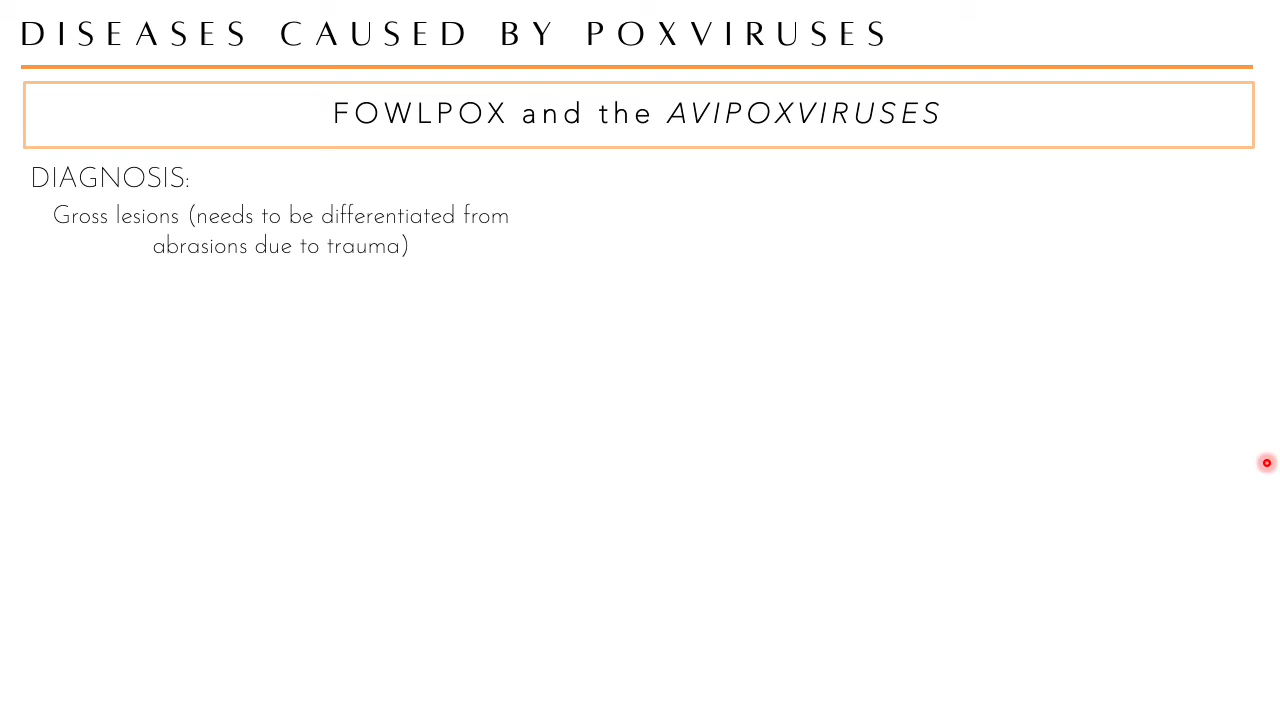 DISEASES CAUSED BY POXVIRUSES
FOWLPOX and the AVIPOXVIRUSES
DIAGNOSIS:
Gross lesions (needs to be differentiated from
abrasions due to trauma)